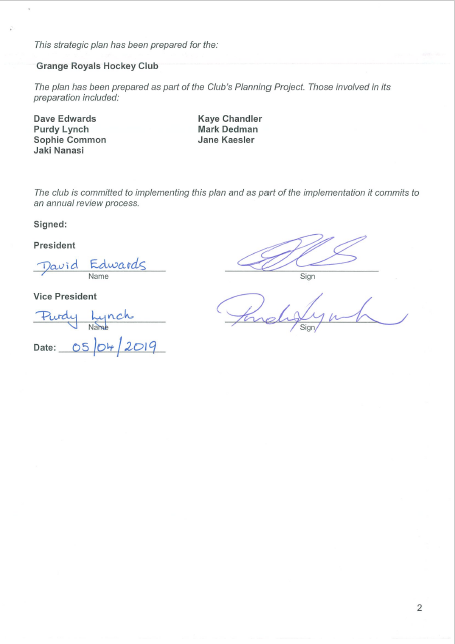 This strategic plan has been prepared for the:
Grange Royals Hockey Club
The plan has been prepared as part of the Club's Planning Project. Those involved in its
preparation included:
Dave Edwards Kaye Chandler
Purdy Lynch Mark Dedman
Sophie Common Jane Kaesler
Jaki Nanasi
The club is committed to implementing this plan and as part of the implementation it commits to
an annual review process.
Signed:
President
David Edwards
Name Sign
Vice President
Purdy Lynch Purdy Lynch
Name Sign
Date: 05/04/2019
2